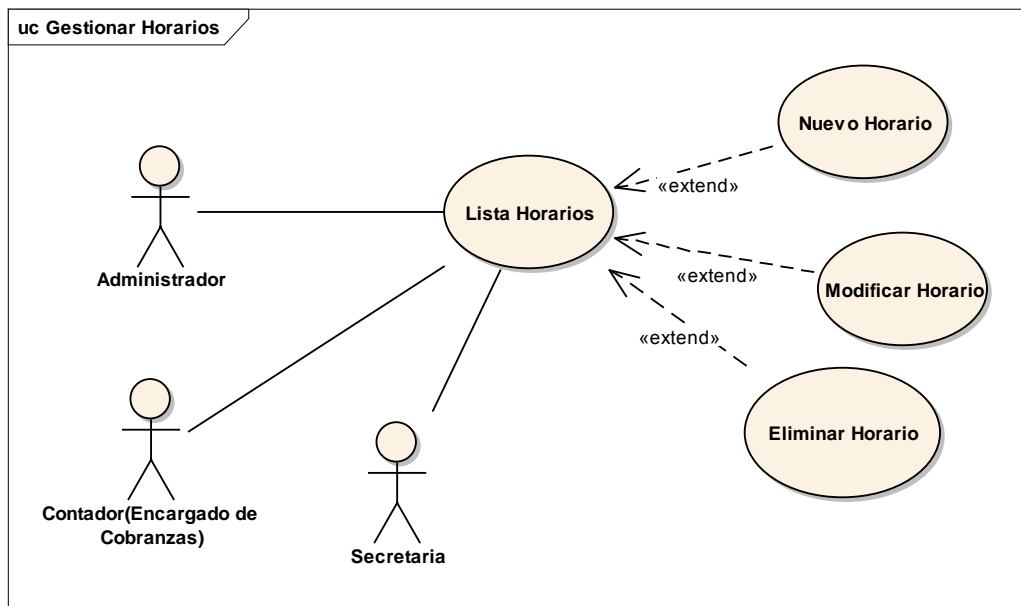 uc Gestionar Horarios
Nuevo Horario
«extend»
Lista Horarios
Administrador
«extend»
Modificar Horario
«extend»
Eliminar Horario
Contador(Encargado de
Cobranzas)
Secretaria